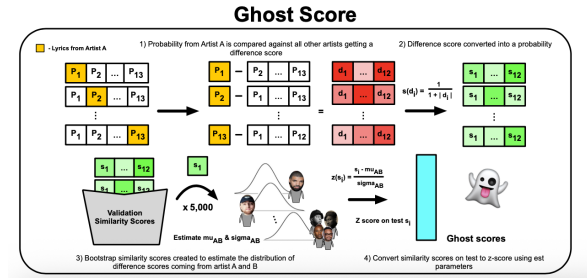 Ghost Score
- Lyrics from Artist A
1) Probability from Artist A is compared against all other artists getting a
difference score
2) Difference score converted into a probability
P1 P2 ... P13
P1 P2 ... P13
⋮
P1 P2 ... P13
P1 – P2 ... P13
P2 – P1 ... P13
⋮
P13 – P1 ... P12
=
d1 ... d12
d1 ... d12
⋮
d1 ... d12
s(di) = 1 / 1 + | di |
s1 ... s12
s1 ... s12
⋮
s1 ... s12
s1 ... s12
s1 ... s12
Validation
Similarity Scores
s1
x 5,000
Estimate muAB & sigmaAB
z(si) = si - muAB / sigmaAB
Z score on test si
Ghost scores
3) Bootstrap similarity scores created to estimate the distribution of
difference scores coming from artist A and B
4) Convert similarity scores on test to z-score using est
parameters